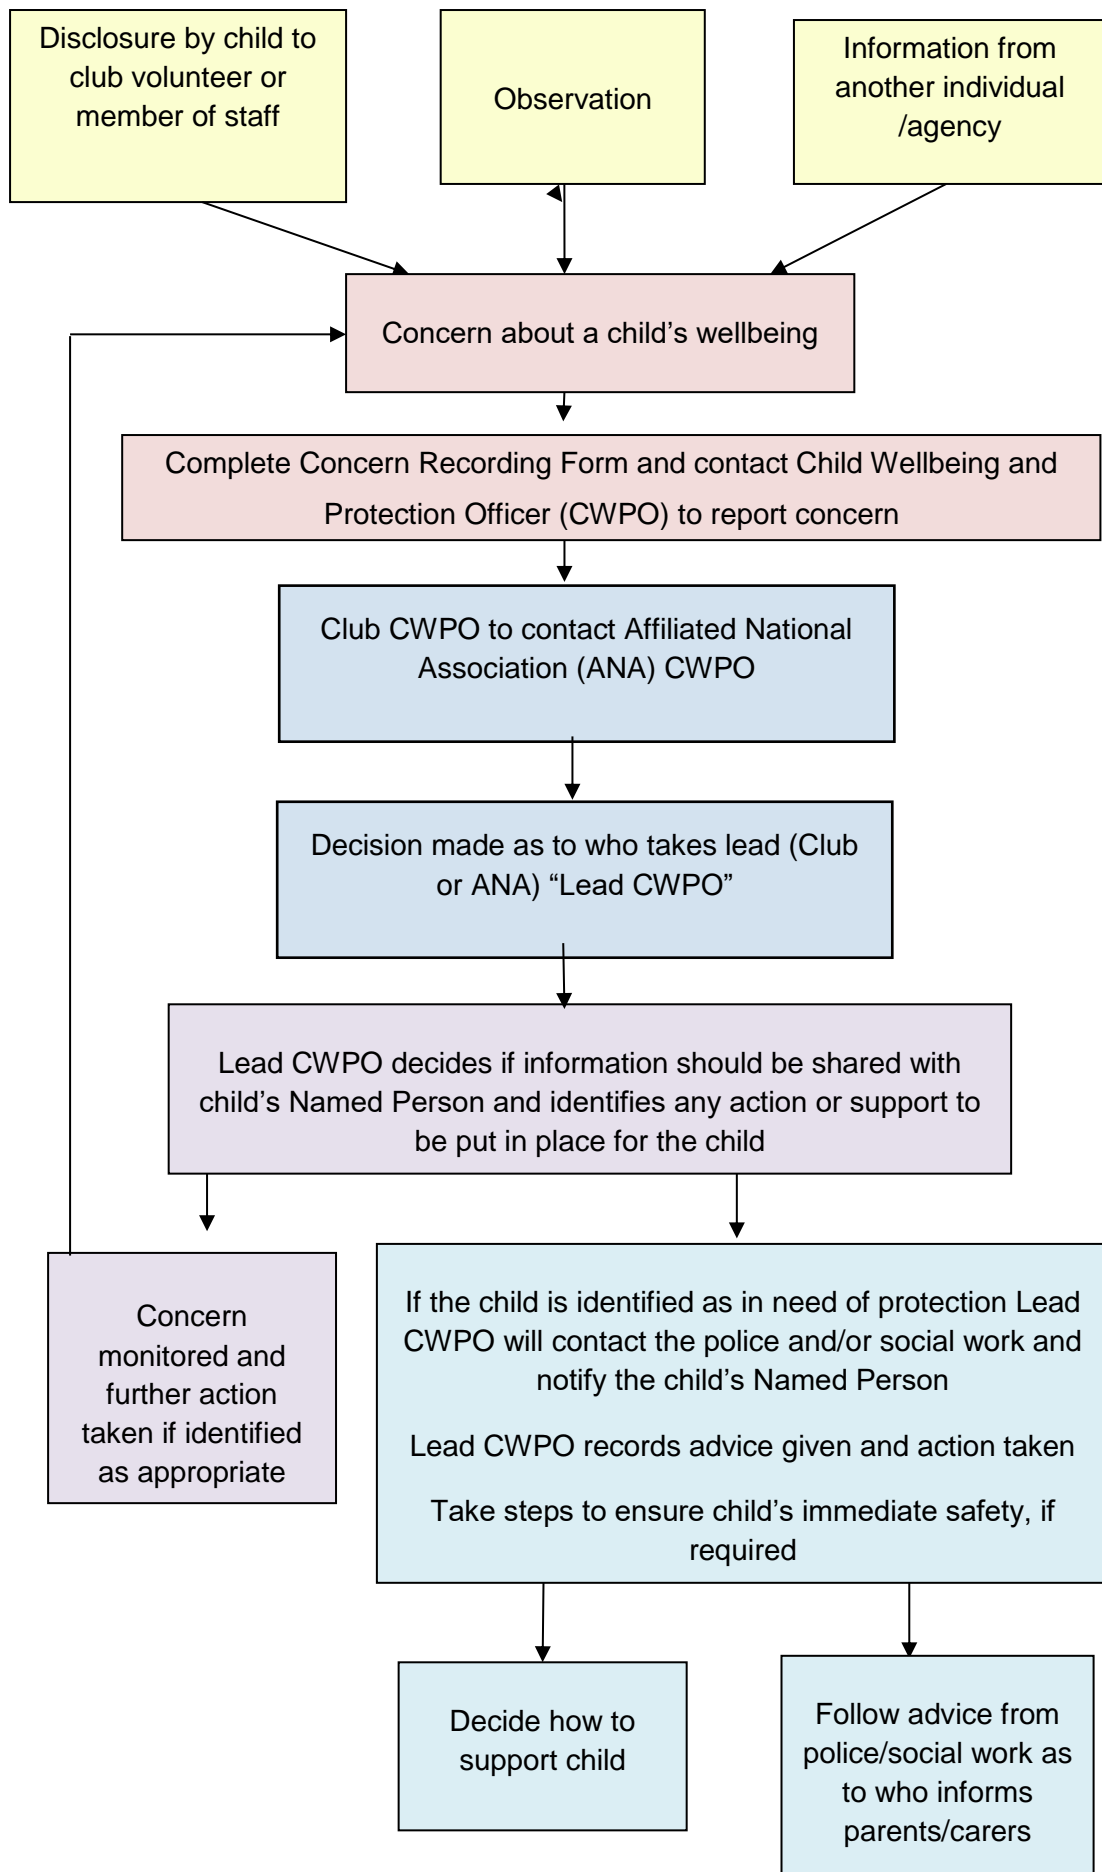 Disclosure by child to
club volunteer or
member of staff
Observation
Information from
another individual
/agency
Concern about a child’s wellbeing
Complete Concern Recording Form and contact Child Wellbeing and
Protection Officer (CWPO) to report concern
Club CWPO to contact Affiliated National
Association (ANA) CWPO
Decision made as to who takes lead (Club
or ANA) “Lead CWPO”
Lead CWPO decides if information should be shared with
child’s Named Person and identifies any action or support to
be put in place for the child
Concern
monitored and
further action
taken if identified
as appropriate
If the child is identified as in need of protection Lead
CWPO will contact the police and/or social work and
notify the child’s Named Person
Lead CWPO records advice given and action taken
Take steps to ensure child’s immediate safety, if
required
Decide how to
support child
Follow advice from
police/social work as
to who informs
parents/carers